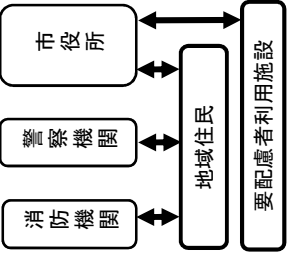 市役所
警察機関
消防機関
地域住民
要配慮者利用施設